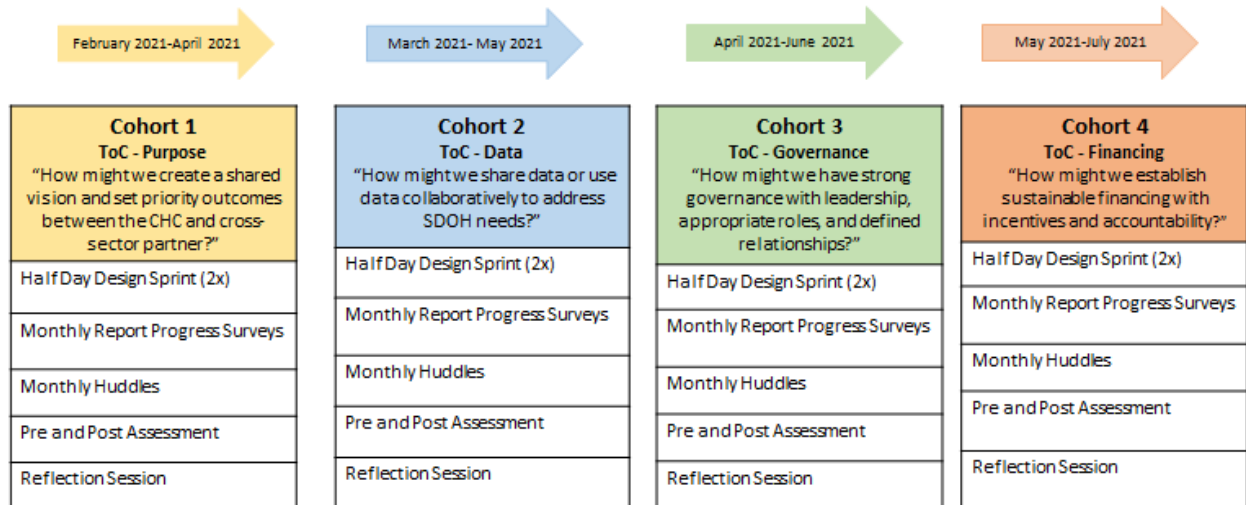 February 2021-April 2021
March 2021- May 2021
April 2021-June 2021
May 2021-July 2021
Cohort 1
ToC - Purpose
“How might we create a shared
vision and set priority outcomes
between the CHC and cross-
sector partner?”
Half Day Design Sprint (2x)
Monthly Report Progress Surveys
Monthly Huddles
Pre and Post Assessment
Reflection Session
Cohort 2
ToC - Data
“How might we share data or use
data collaboratively to address
SDOH needs?”
Half Day Design Sprint (2x)
Monthly Report Progress Surveys
Monthly Huddles
Pre and Post Assessment
Reflection Session
Cohort 3
ToC - Governance
“How might we have strong
governance with leadership,
appropriate roles, and defined
relationships?”
Half Day Design Sprint (2x)
Monthly Report Progress Surveys
Monthly Huddles
Pre and Post Assessment
Reflection Session
Cohort 4
ToC - Financing
“How might we establish
sustainable financing with
incentives and accountability?”
Half Day Design Sprint (2x)
Monthly Report Progress Surveys
Monthly Huddles
Pre and Post Assessment
Reflection Session